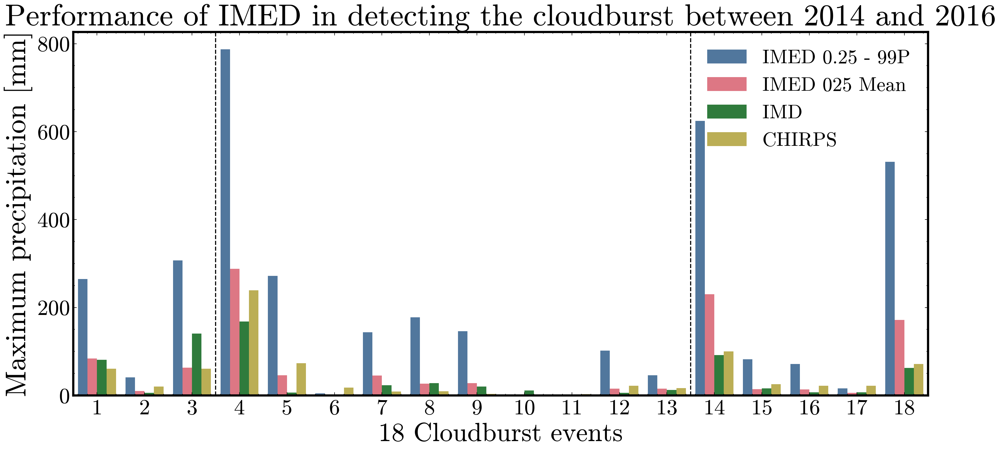 Performance of IMED in detecting the cloudburst between 2014 and 2016
Maximum precipitation [mm]
800
600
400
200
0
IMED 0.25 - 99P
IMED 025 Mean
IMD
CHIRPS
1 2 3 4 5 6 7 8 9 10 11 12 13 14 15 16 17 18
18 Cloudburst events